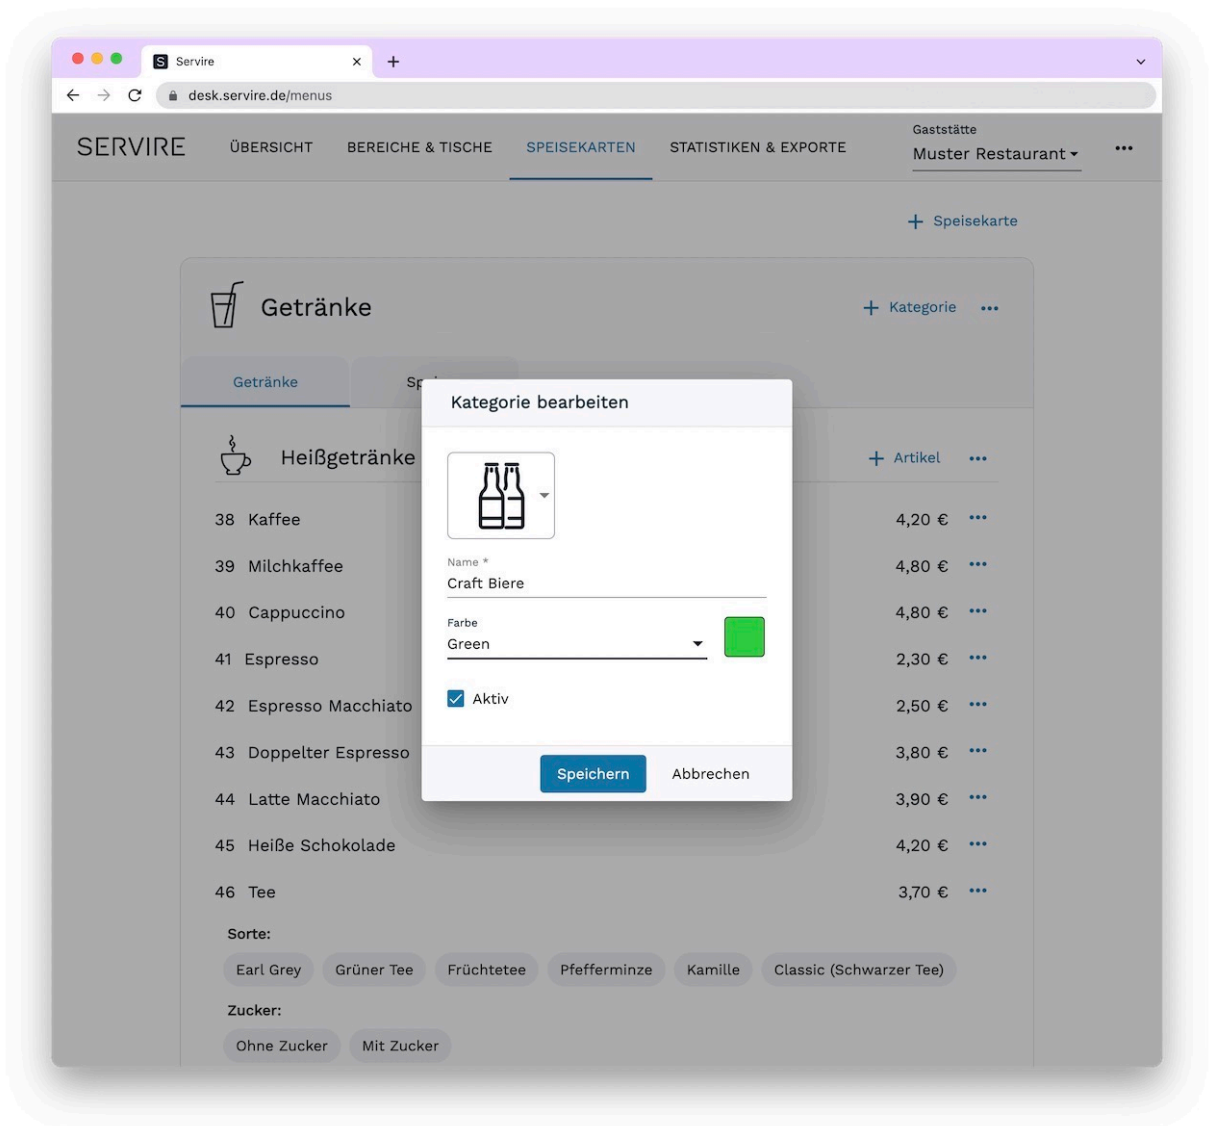 S Servire
desk.servire.de/menus
SERVIRE ÜBERSICHT BEREICHE & TISCHE SPEISEKARTEN STATISTIKEN & EXPORTE
Gaststätte
Muster Restaurant
+ Speisekarte
Getränke + Kategorie
Getränke
Kategorie bearbeiten
Heißgetränke + Artikel
38 Kaffee 4,20 €
39 Milchkaffee 4,80 €
Name *
Craft Biere
40 Cappuccino 4,80 €
Farbe
Green
41 Espresso 2,30 €
42 Espresso Macchiato 2,50 €
Aktiv
43 Doppelter Espresso 3,80 €
Speichern Abbrechen
44 Latte Macchiato 3,90 €
45 Heiße Schokolade 4,20 €
46 Tee 3,70 €
Sorte:
Earl Grey Grüner Tee Früchtetee Pfefferminze Kamille Classic (Schwarzer Tee)
Zucker:
Ohne Zucker Mit Zucker